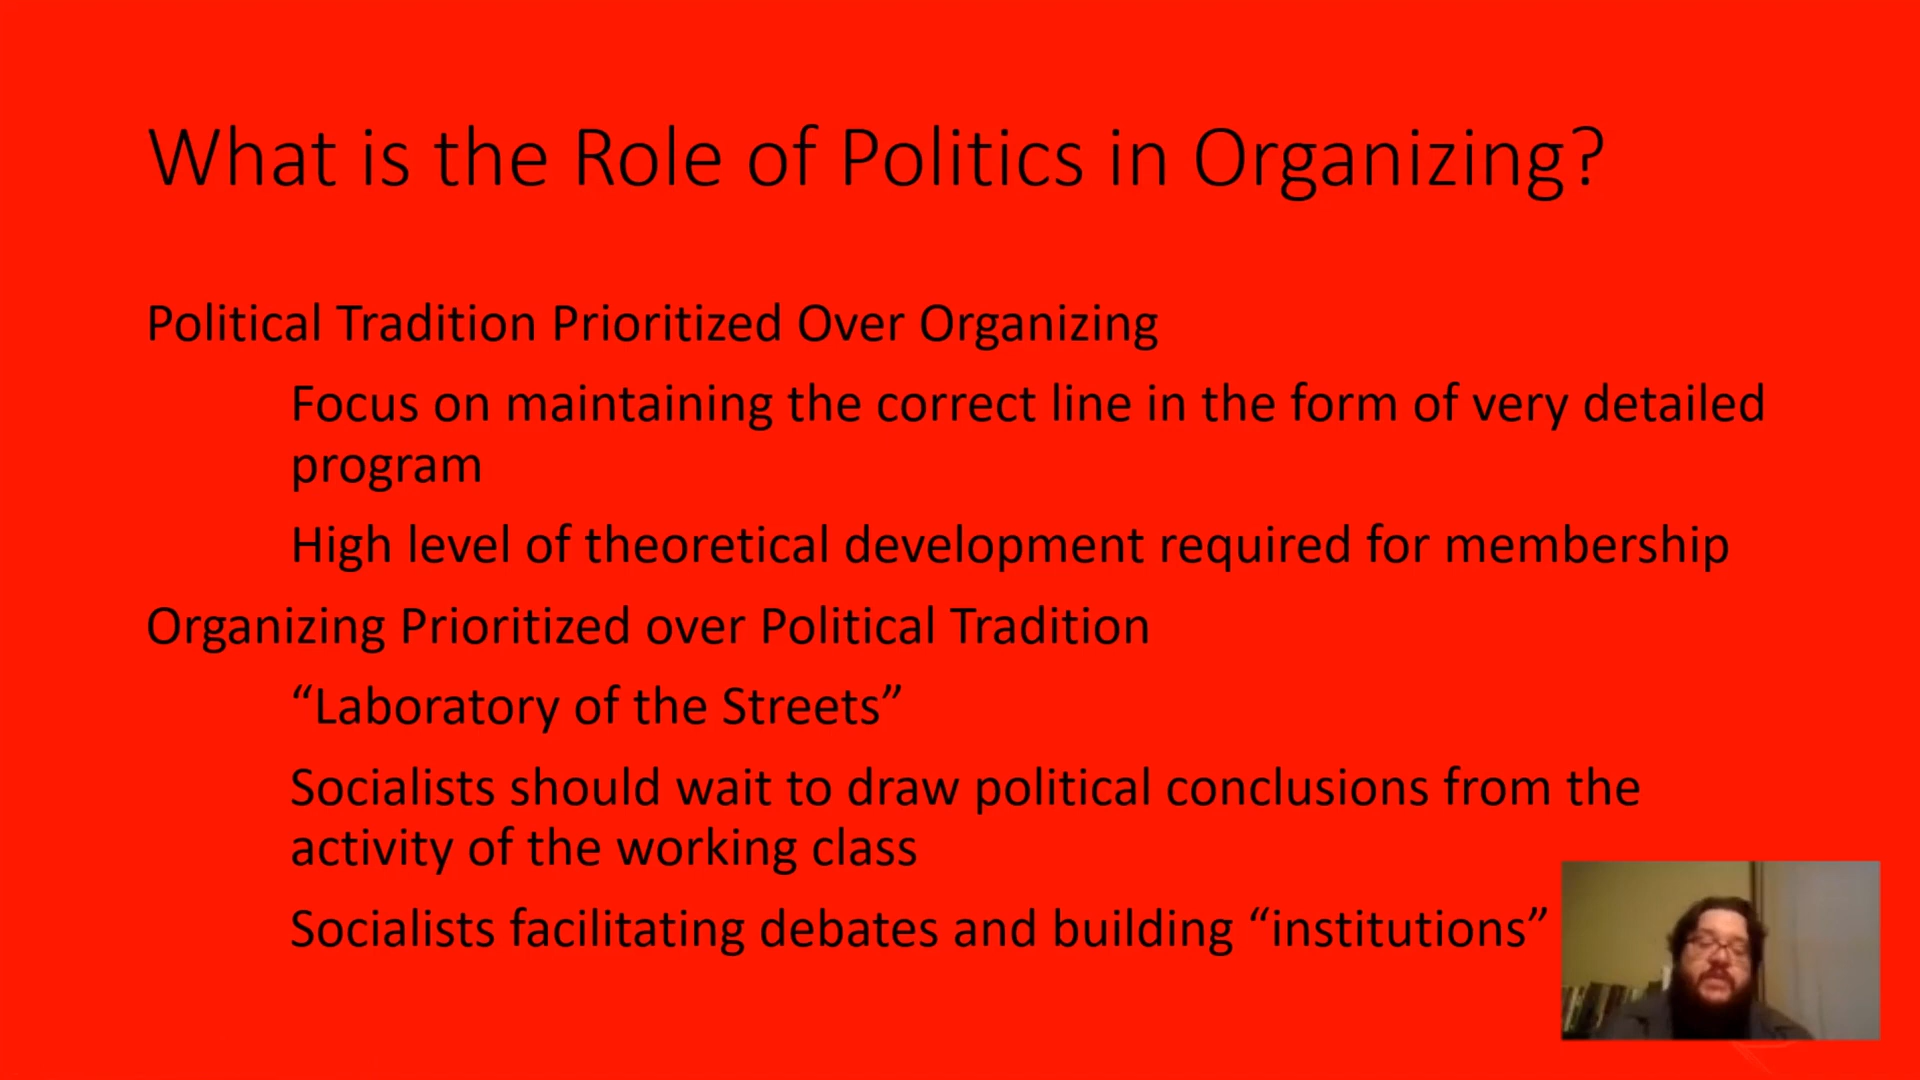 What is the Role of Politics in Organizing?
Political Tradition Prioritized Over Organizing
Focus on maintaining the correct line in the form of very detailed
program
High level of theoretical development required for membership
Organizing Prioritized over Political Tradition
“Laboratory of the Streets”
Socialists should wait to draw political conclusions from the
activity of the working class
Socialists facilitating debates and building “institutions”